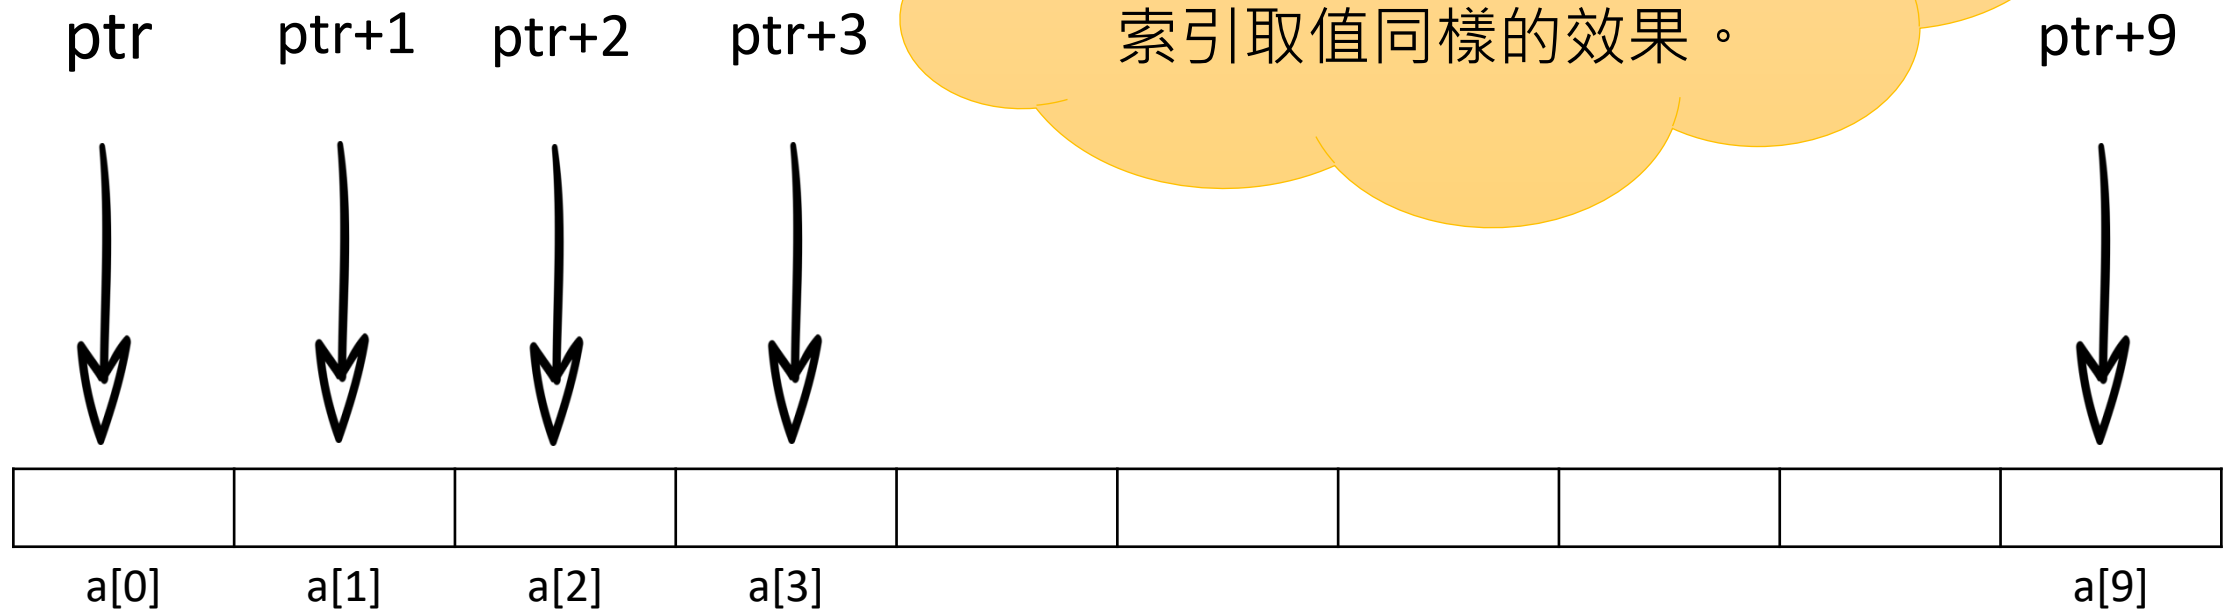 ptr ptr+1 ptr+2 ptr+3 索引取值同樣的效果。 ptr+9
a[0] a[1] a[2] a[3] a[9]